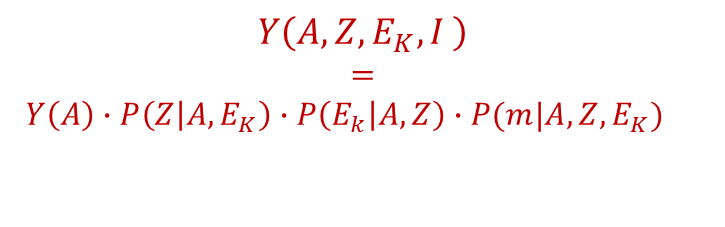 Y(A, Z, E_K, I )
=
Y(A) · P(Z|A, E_K) · P(E_k|A, Z) · P(m|A, Z, E_K)